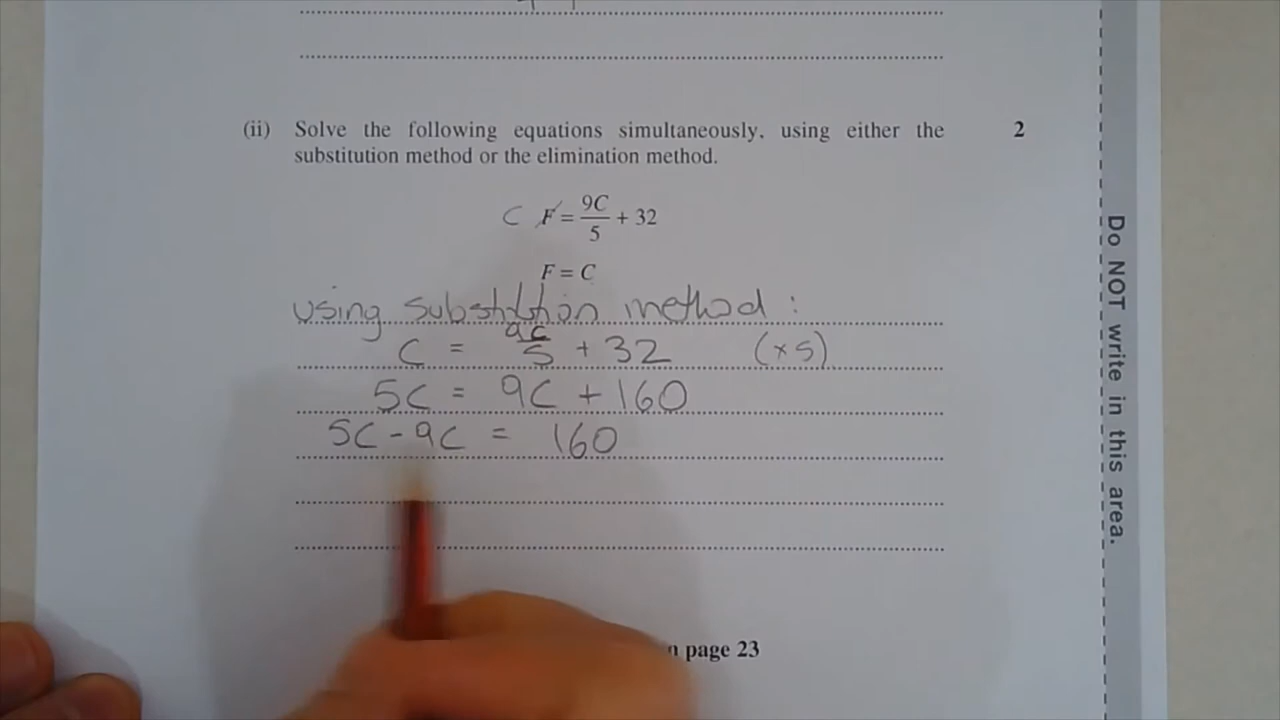 (ii) Solve the following equations simultaneously, using either the 2
substitution method or the elimination method.
C F = 9C/5 + 32
F = C
using substitution method :
C = 9C/5 + 32 (×5)
5C = 9C + 160
5C - 9C = 160
page 23
Do NOT write in this area.